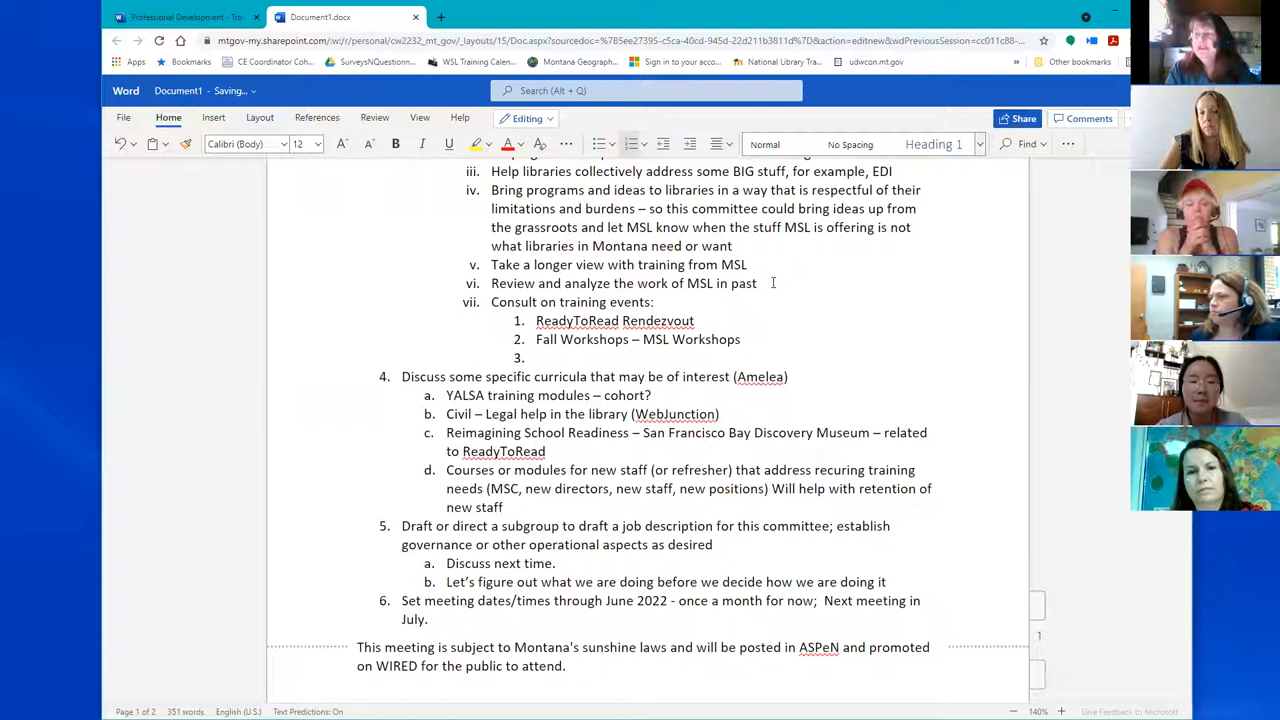 Professional Development - Trai
Document1.docx
mtgov-my.sharepoint.com/:w:/r/personal/cw2232_mt_gov/_layouts/15/Doc.aspx?sourcedoc=%7B5ee27395-c5ca-40cd-945d-22d211b3811d%7D&action=editnew&wdPreviousSession=cc011c88-...
Apps Bookmarks CE Coordinator Coh... SurveysNQuestionn... WSL Training Calen... Montana Geograph... Sign in to your acco... National Library Tra... udwcon.mt.gov » Other bookmarks
Word Document1 - Saving... Search (Alt + Q)
File Home Insert Layout References Review View Help Editing Share Comments
Calibri (Body) 12 B I U A Normal No Spacing Heading 1 Find
iii. Help libraries collectively address some BIG stuff, for example, EDI
iv. Bring programs and ideas to libraries in a way that is respectful of their
limitations and burdens – so this committee could bring ideas up from
the grassroots and let MSL know when the stuff MSL is offering is not
what libraries in Montana need or want
v. Take a longer view with training from MSL
vi. Review and analyze the work of MSL in past
vii. Consult on training events:
1. ReadyToRead Rendezvout
2. Fall Workshops – MSL Workshops
3.
4. Discuss some specific curricula that may be of interest (Amelea)
a. YALSA training modules – cohort?
b. Civil – Legal help in the library (WebJunction)
c. Reimagining School Readiness – San Francisco Bay Discovery Museum – related
to ReadyToRead
d. Courses or modules for new staff (or refresher) that address recuring training
needs (MSC, new directors, new staff, new positions) Will help with retention of
new staff
5. Draft or direct a subgroup to draft a job description for this committee; establish
governance or other operational aspects as desired
a. Discuss next time.
b. Let's figure out what we are doing before we decide how we are doing it
6. Set meeting dates/times through June 2022 - once a month for now; Next meeting in
July.
1
This meeting is subject to Montana's sunshine laws and will be posted in ASPeN and promoted
on WIRED for the public to attend.
Page 1 of 2 351 words English (U.S.) Text Predictions: On 140% Give Feedback to Microsoft